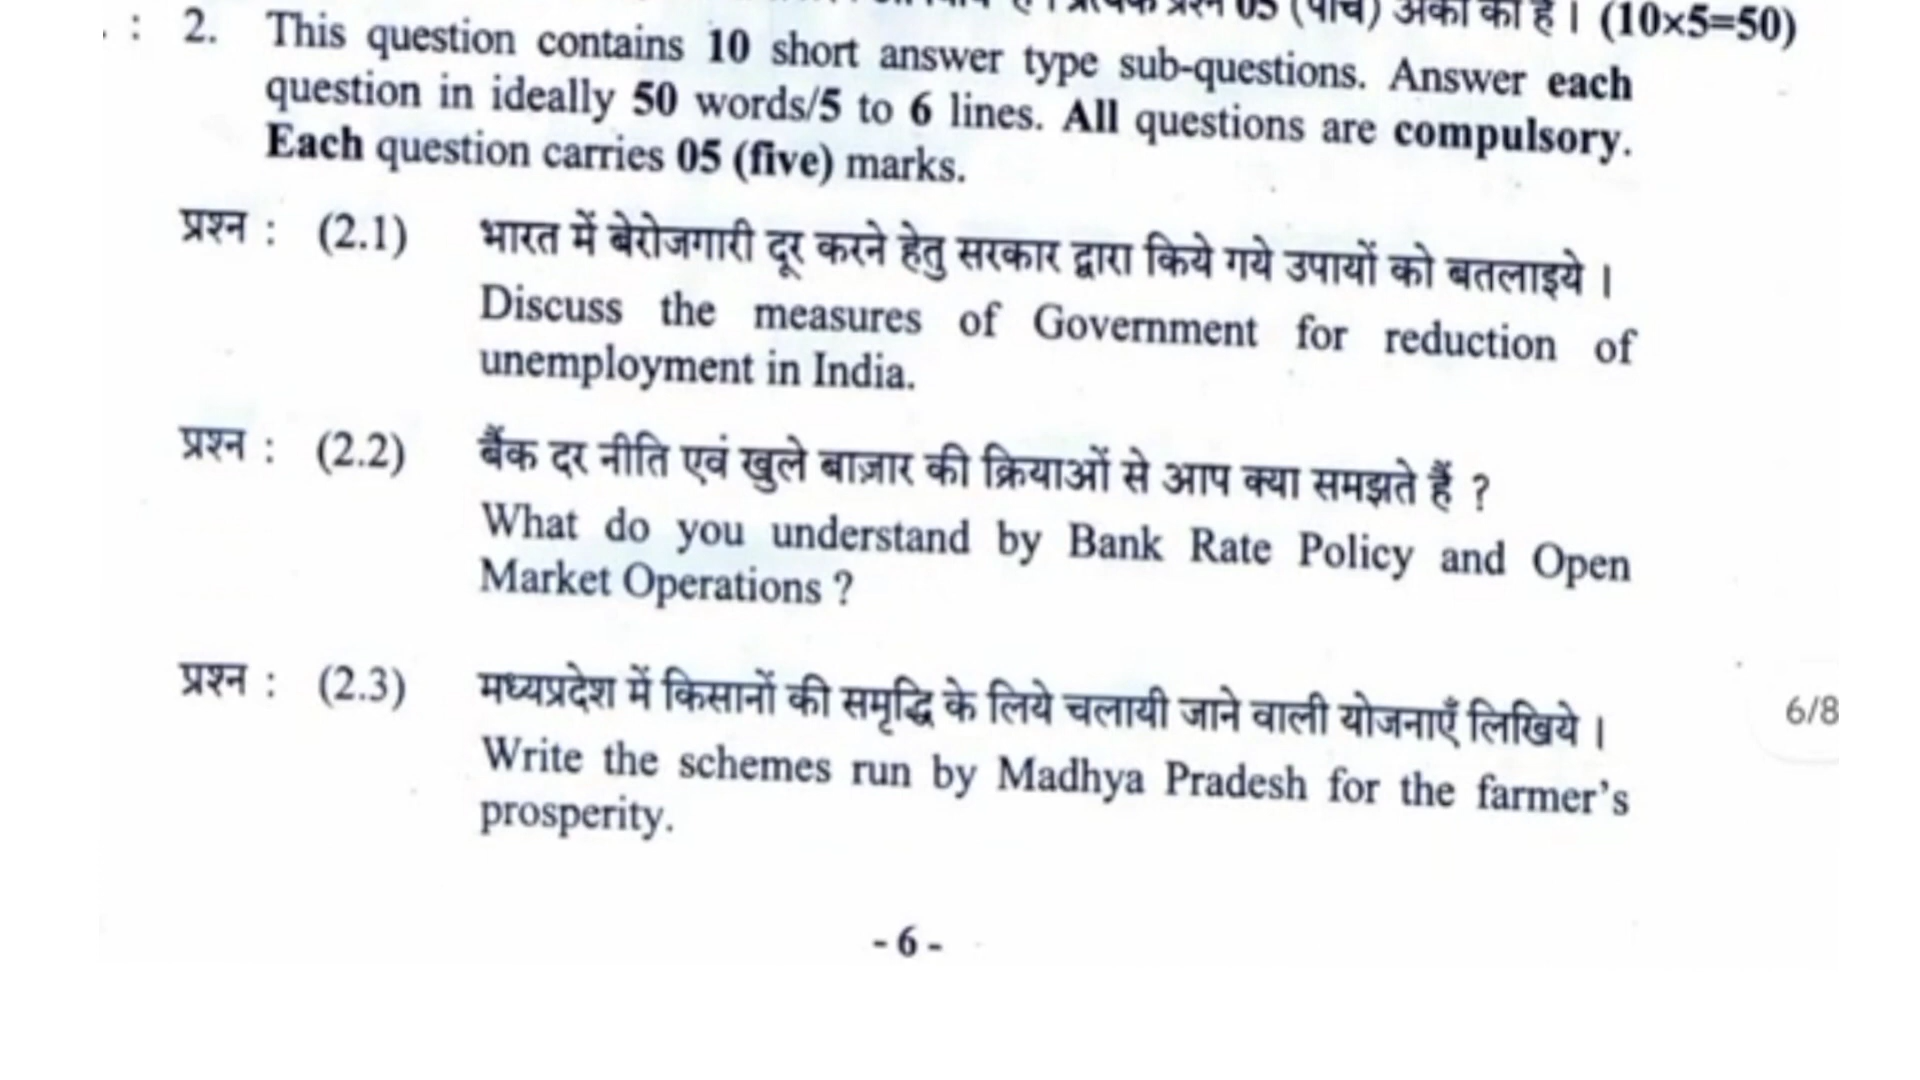 (पाँच) अंकों का है । (10×5=50)
: 2. This question contains 10 short answer type sub-questions. Answer each
question in ideally 50 words/5 to 6 lines. All questions are compulsory.
Each question carries 05 (five) marks.
प्रश्न : (2.1) भारत में बेरोजगारी दूर करने हेतु सरकार द्वारा किये गये उपायों को बतलाइये ।
Discuss the measures of Government for reduction of
unemployment in India.
प्रश्न : (2.2) बैंक दर नीति एवं खुले बाज़ार की क्रियाओं से आप क्या समझते हैं ?
What do you understand by Bank Rate Policy and Open
Market Operations ?
प्रश्न : (2.3) मध्यप्रदेश में किसानों की समृद्धि के लिये चलायी जाने वाली योजनाएँ लिखिये ।
6/8
Write the schemes run by Madhya Pradesh for the farmer's
prosperity.
- 6 -